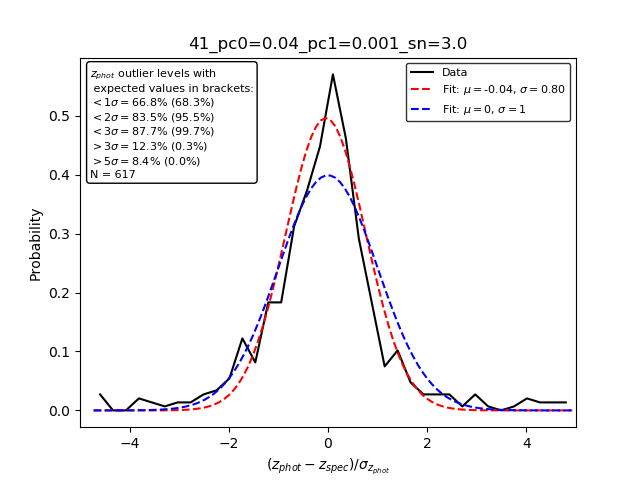 41_pc0=0.04_pc1=0.001_sn=3.0
z_phot outlier levels with
expected values in brackets:
<1σ=66.8% (68.3%)
<2σ=83.5% (95.5%)
<3σ=87.7% (99.7%)
>3σ=12.3% (0.3%)
>5σ=8.4% (0.0%)
N = 617
Data
Fit: μ=-0.04, σ=0.80
Fit: μ=0, σ=1
Probability
0.5
0.4
0.3
0.2
0.1
0.0
−4 −2 0 2 4
(z_phot − z_spec)/σ_z_phot